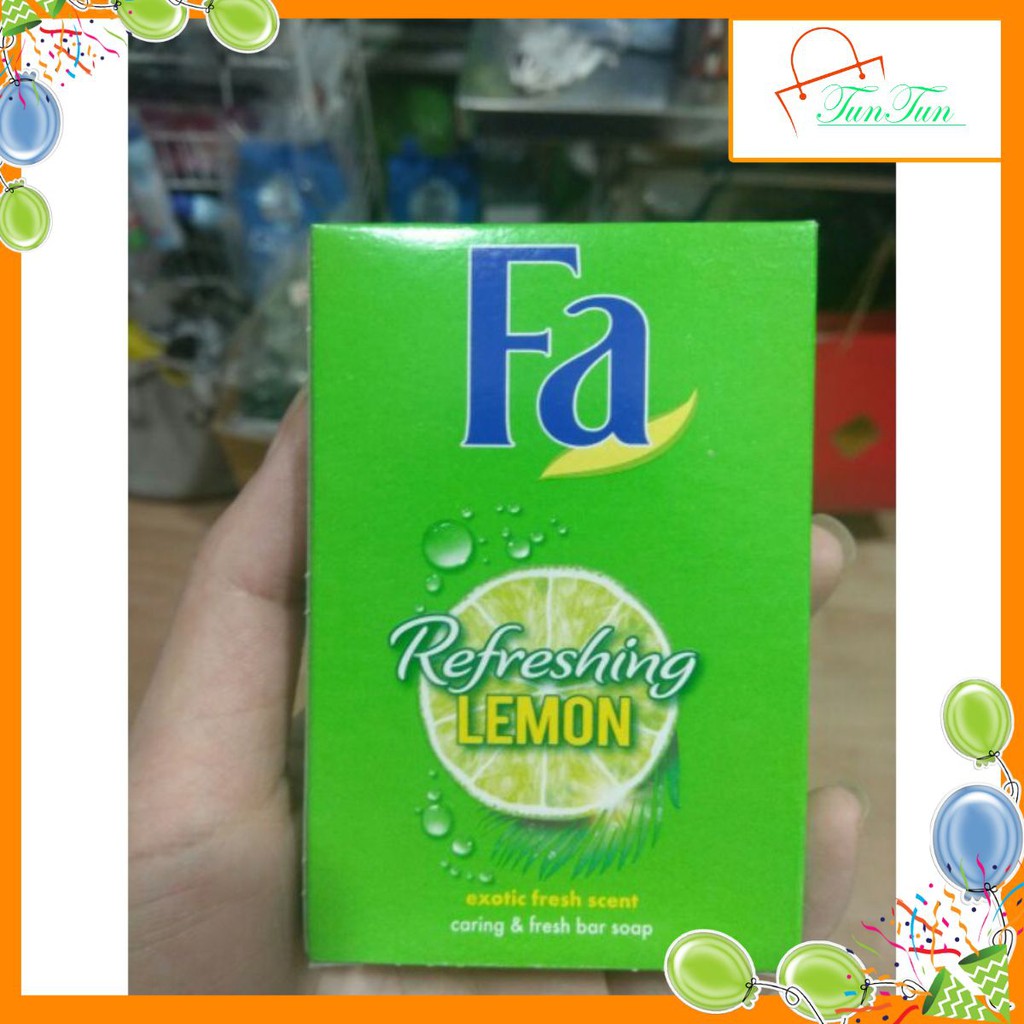 TunTun
Fa
Refreshing
LEMON
exotic fresh scent
caring & fresh bar soap